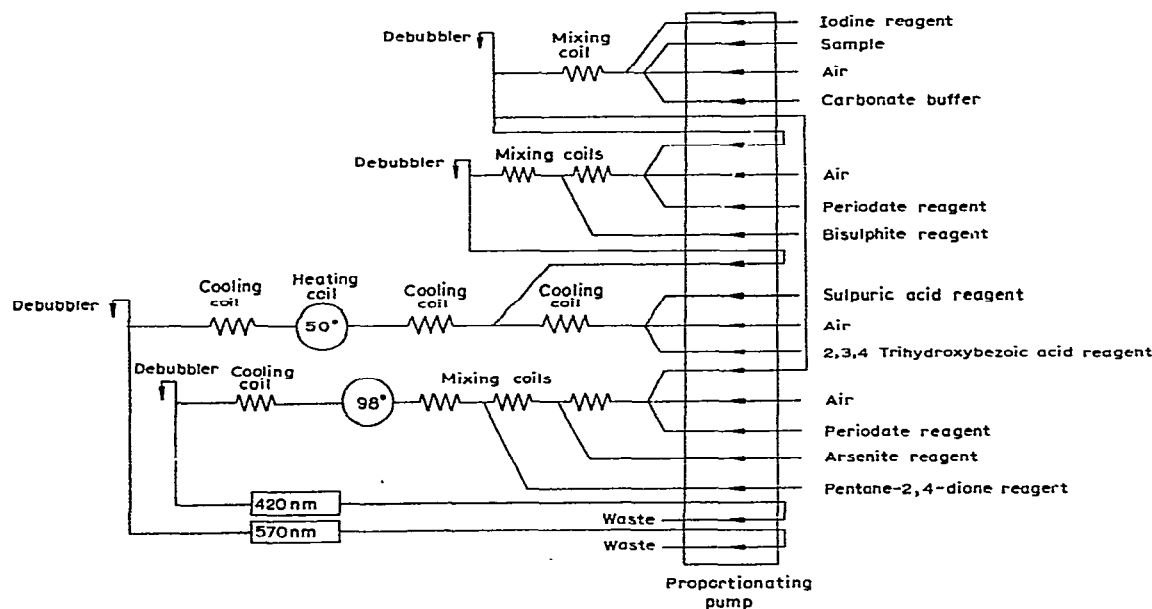 Iodine reagent
Debubbler
Mixing
coil
Sample
Air
Carbonate buffer
Debubbler
Mixing coils
Air
Periodate reagent
Bisulphite reagent
Debubbler
Cooling
coil
Heating
coil
50°
Cooling
coil
Cooling
coil
Sulpuric acid reagent
Air
2,3,4 Trihydroxybezoic acid reagent
Debubbler
Cooling
coil
98°
Mixing coils
Air
Periodate reagent
Arsenite reagent
Pentane-2,4-dione reagert
420nm
Waste
570nm
Waste
Proportionating
pump